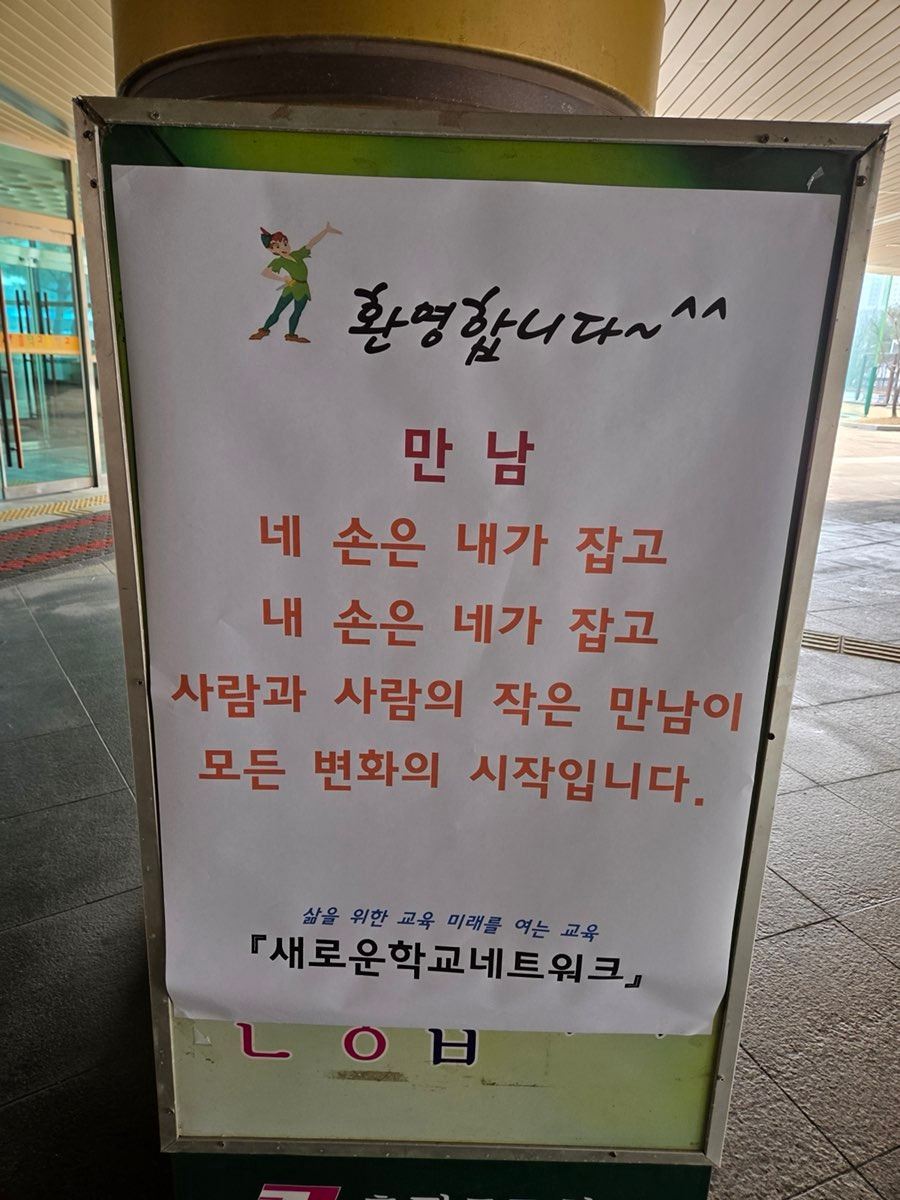 환영합니다~^^
만 남
네 손은 내가 잡고
내 손은 네가 잡고
사람과 사람의 작은 만남이
모든 변화의 시작입니다.
삶을 위한 교육 미래를 여는 교육
『새로운학교네트워크』